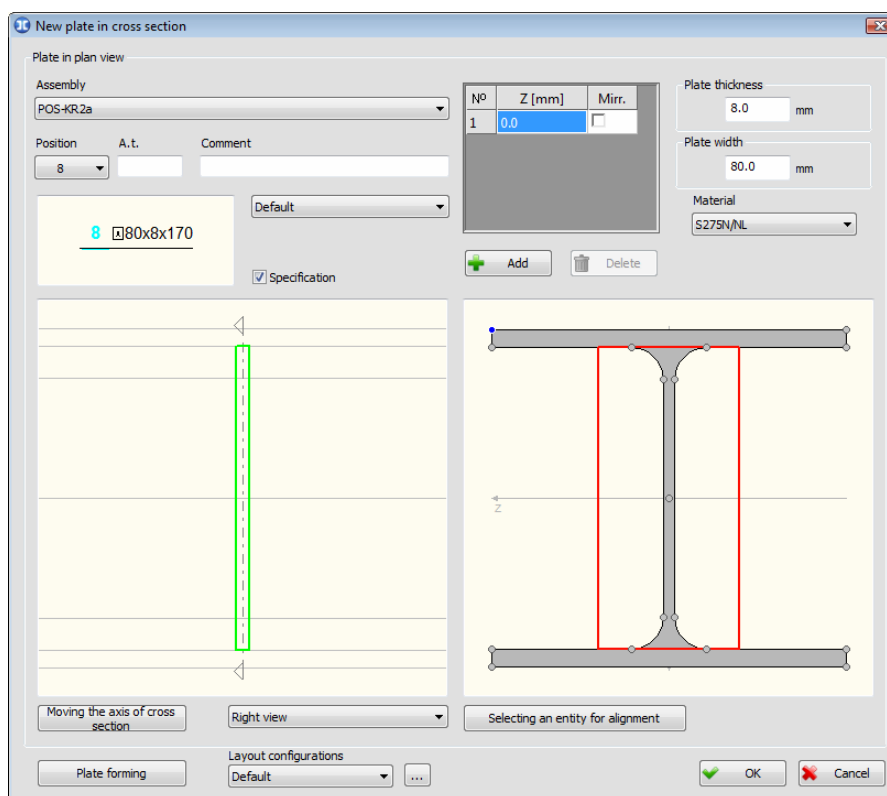 New plate in cross section
Plate in plan view
Assembly
POS-KR2a
Position
A.t.
Comment
8
Default
8 80x8x170
Specification
Nº Z [mm] Mirr.
1 0.0
Add
Delete
Plate thickness
8.0 mm
Plate width
80.0 mm
Material
S275N/NL
Z
Moving the axis of cross
section
Right view
Selecting an entity for alignment
Plate forming
Layout configurations
Default
...
OK
Cancel